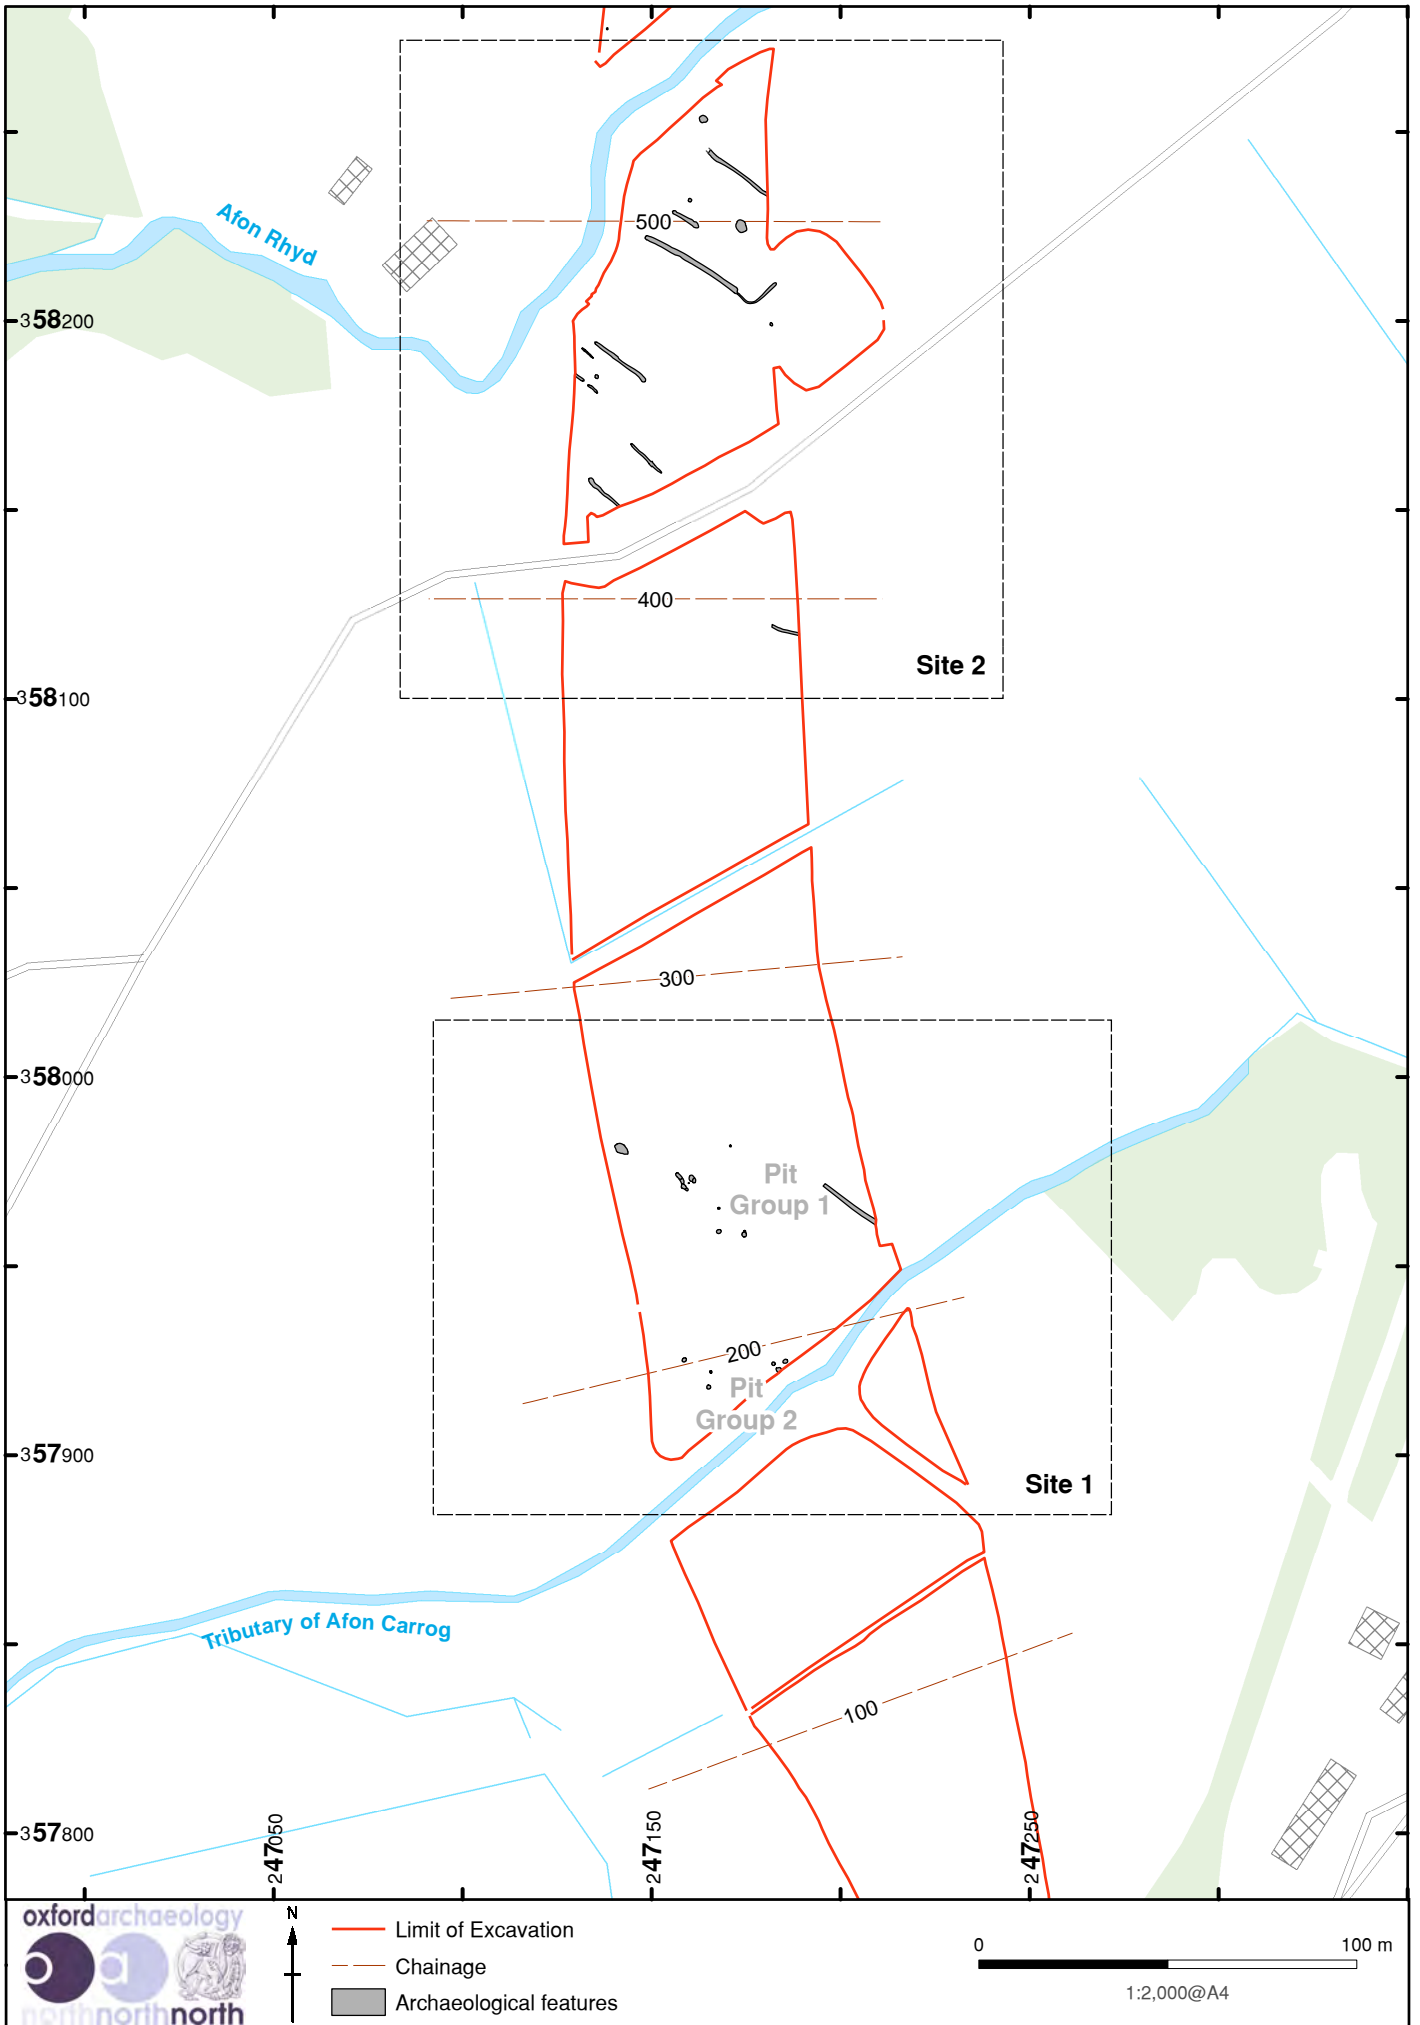 Afon Rhyd
500
358200
400
Site 2
358100
300
358000
Pit
Group 1
200
Pit
Group 2
357900
Site 1
Tributary of Afon Carrog
100
357800
247050
247150
247250
oxfordarchaeology
northnorthnorth
N
Limit of Excavation
Chainage
Archaeological features
0
100 m
1:2,000@A4